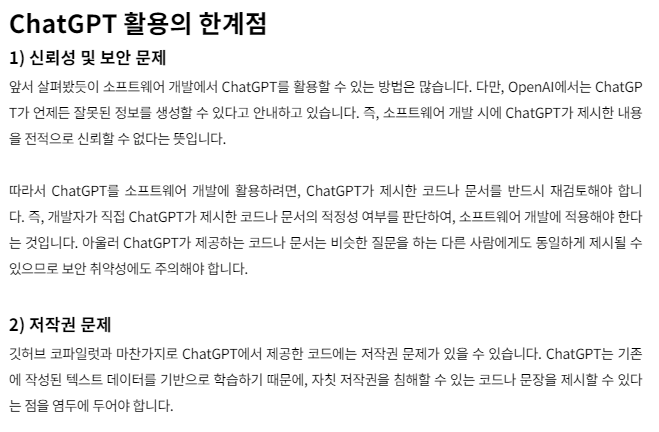 ChatGPT 활용의 한계점
1) 신뢰성 및 보안 문제
앞서 살펴봤듯이 소프트웨어 개발에서 ChatGPT를 활용할 수 있는 방법은 많습니다. 다만, OpenAI에서는 ChatGP
T가 언제든 잘못된 정보를 생성할 수 있다고 안내하고 있습니다. 즉, 소프트웨어 개발 시에 ChatGPT가 제시한 내용
을 전적으로 신뢰할 수 없다는 뜻입니다.
따라서 ChatGPT를 소프트웨어 개발에 활용하려면, ChatGPT가 제시한 코드나 문서를 반드시 재검토해야 합니
다. 즉, 개발자가 직접 ChatGPT가 제시한 코드나 문서의 적정성 여부를 판단하여, 소프트웨어 개발에 적용해야 한다
는 것입니다. 아울러 ChatGPT가 제공하는 코드나 문서는 비슷한 질문을 하는 다른 사람에게도 동일하게 제시될 수
있으므로 보안 취약성에도 주의해야 합니다.
2) 저작권 문제
깃허브 코파일럿과 마찬가지로 ChatGPT에서 제공한 코드에는 저작권 문제가 있을 수 있습니다. ChatGPT는 기존
에 작성된 텍스트 데이터를 기반으로 학습하기 때문에, 자칫 저작권을 침해할 수 있는 코드나 문장을 제시할 수 있다
는 점을 염두에 두어야 합니다.